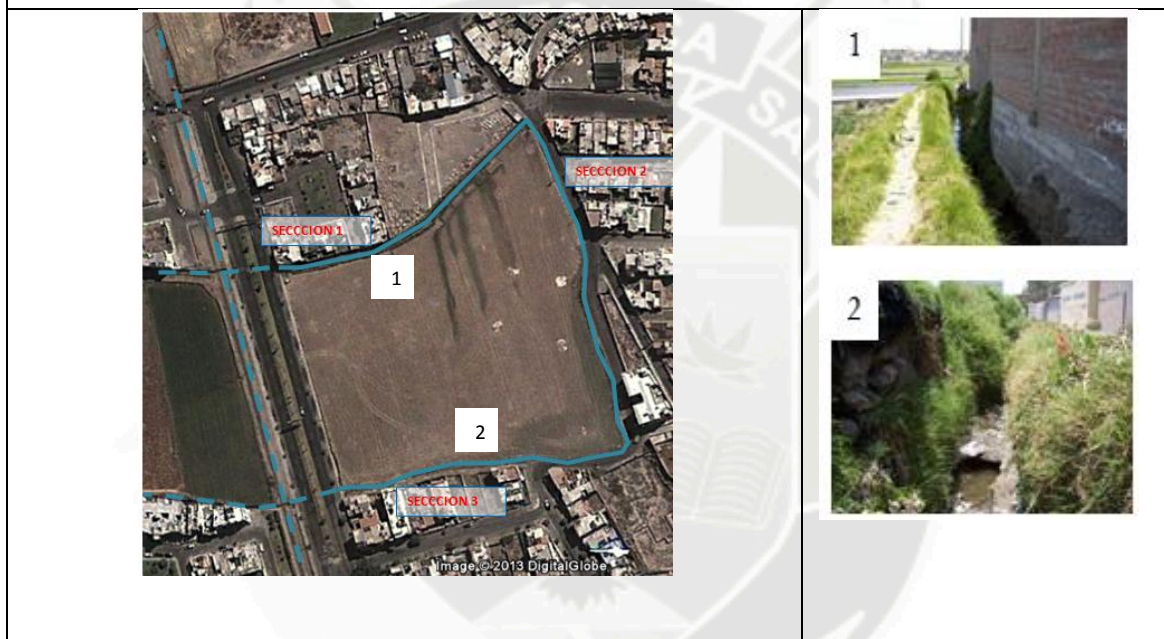 SECCCION 1
SECCCION 2
1
2
SECCCION 3
Image © 2013 DigitalGlobe
1
2